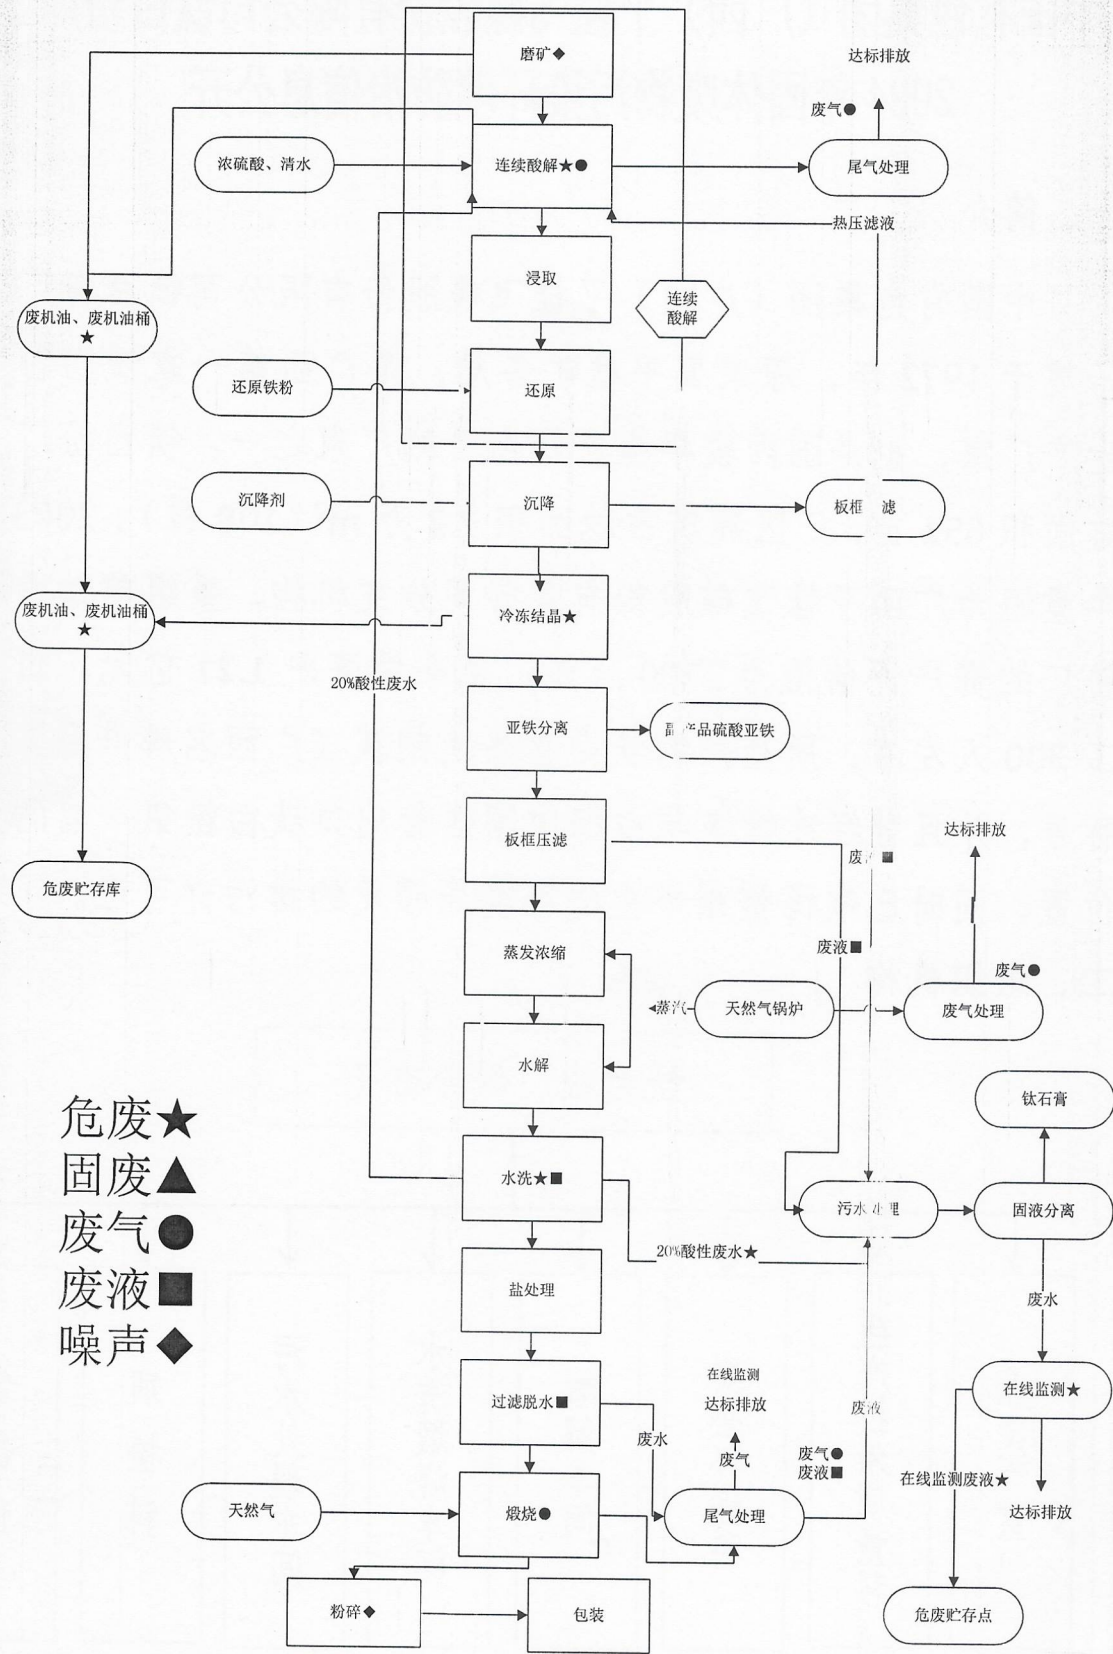 磨矿◆
达标排放
废气●
浓硫酸、清水
连续酸解★●
尾气处理
热压滤液
浸取
连续
酸解
废机油、废机油桶
★
还原铁粉
还原
沉降剂
沉降
板框 滤
废机油、废机油桶
★
冷冻结晶★
20%酸性废水
亚铁分离
副产品硫酸亚铁
板框压滤
达标排放
废 ■
危废贮存库
废液■
蒸发浓缩
废气●
蒸汽
天然气锅炉
废气处理
水解
钛石膏
危废★
固废▲
废气●
废液■
噪声◆
水洗★■
污水处理
固液分离
20%酸性废水★
盐处理
废水
在线监测
在线监测★
过滤脱水■
达标排放
废液
废水
废气
废气●
废液■
在线监测废液★
天然气
煅烧●
尾气处理
达标排放
粉碎◆
包装
危废贮存点